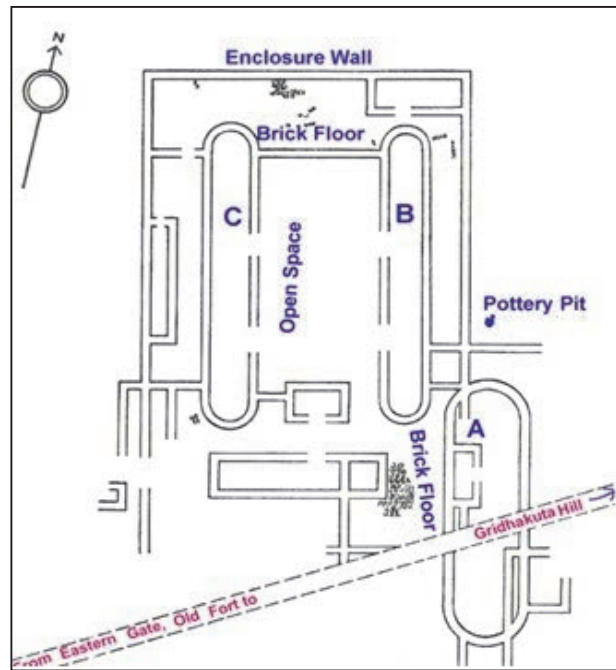 N
Enclosure Wall
Brick Floor
C
B
Open Space
Pottery Pit
A
Brick Floor
Gridhakuta Hill
From Eastern Gate, Old Fort to